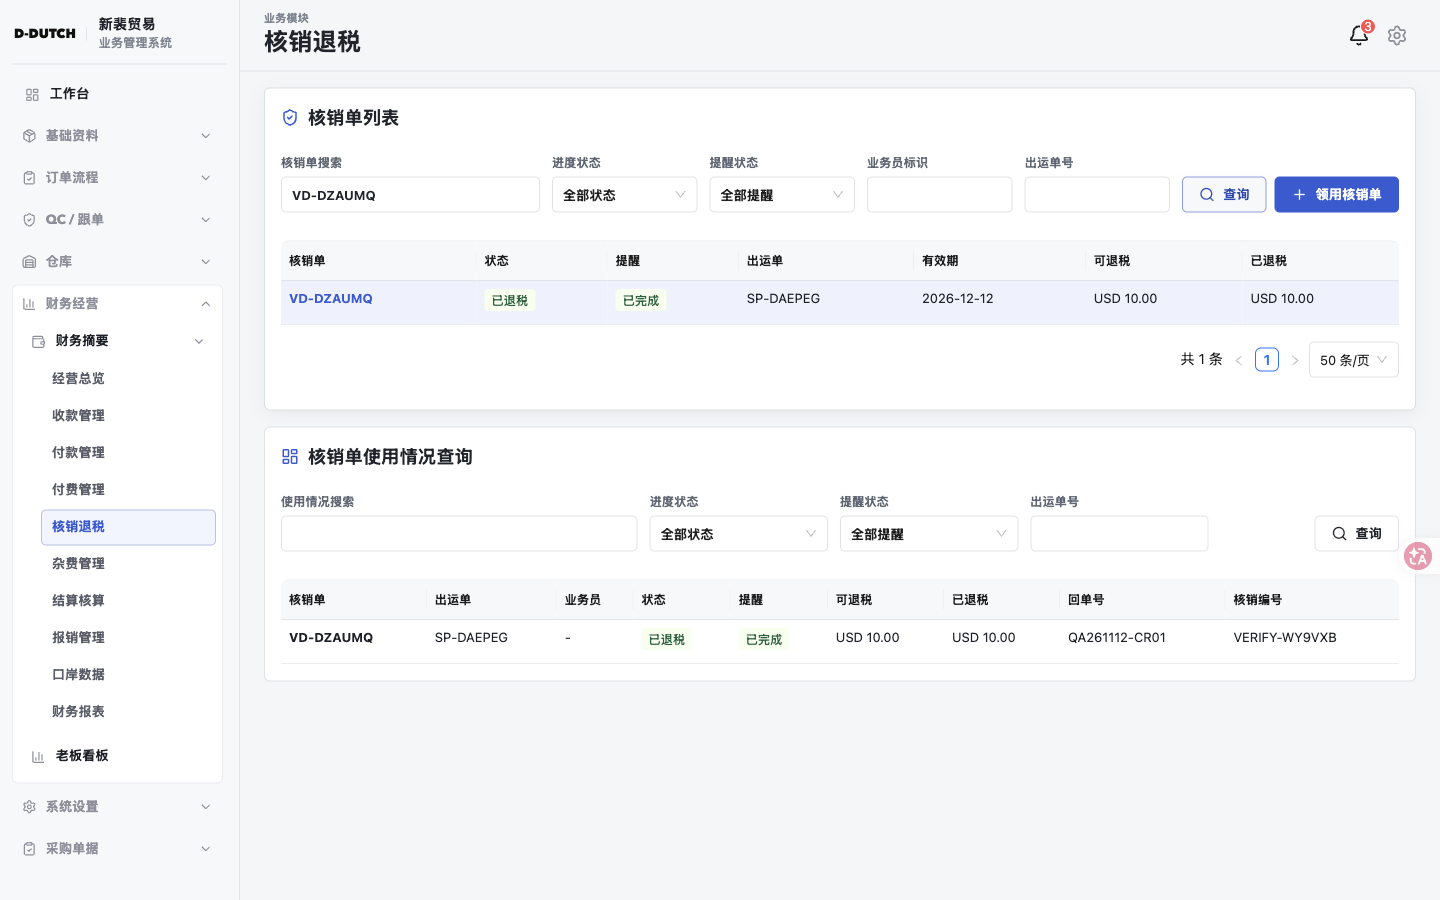 D-DUTCH
新裴贸易
业务管理系统
工作台
基础资料
订单流程
QC / 跟单
仓库
财务经营
财务摘要
经营总览
收款管理
付款管理
付费管理
核销退税
杂费管理
结算核算
报销管理
口岸数据
财务报表
老板看板
系统设置
采购单据
业务模块
核销退税
3
核销单列表
核销单搜索 进度状态 提醒状态 业务员标识 出运单号
VD-DZAUMQ 全部状态 全部提醒 查询 领用核销单
核销单 状态 提醒 出运单 有效期 可退税 已退税
VD-DZAUMQ 已退税 已完成 SP-DAEPEG 2026-12-12 USD 10.00 USD 10.00
共 1 条 < 1 > 50 条/页
核销单使用情况查询
使用情况搜索 进度状态 提醒状态 出运单号
全部状态 全部提醒 查询
核销单 出运单 业务员 状态 提醒 可退税 已退税 回单号 核销编号
VD-DZAUMQ SP-DAEPEG - 已退税 已完成 USD 10.00 USD 10.00 QA261112-CR01 VERIFY-WY9VXB